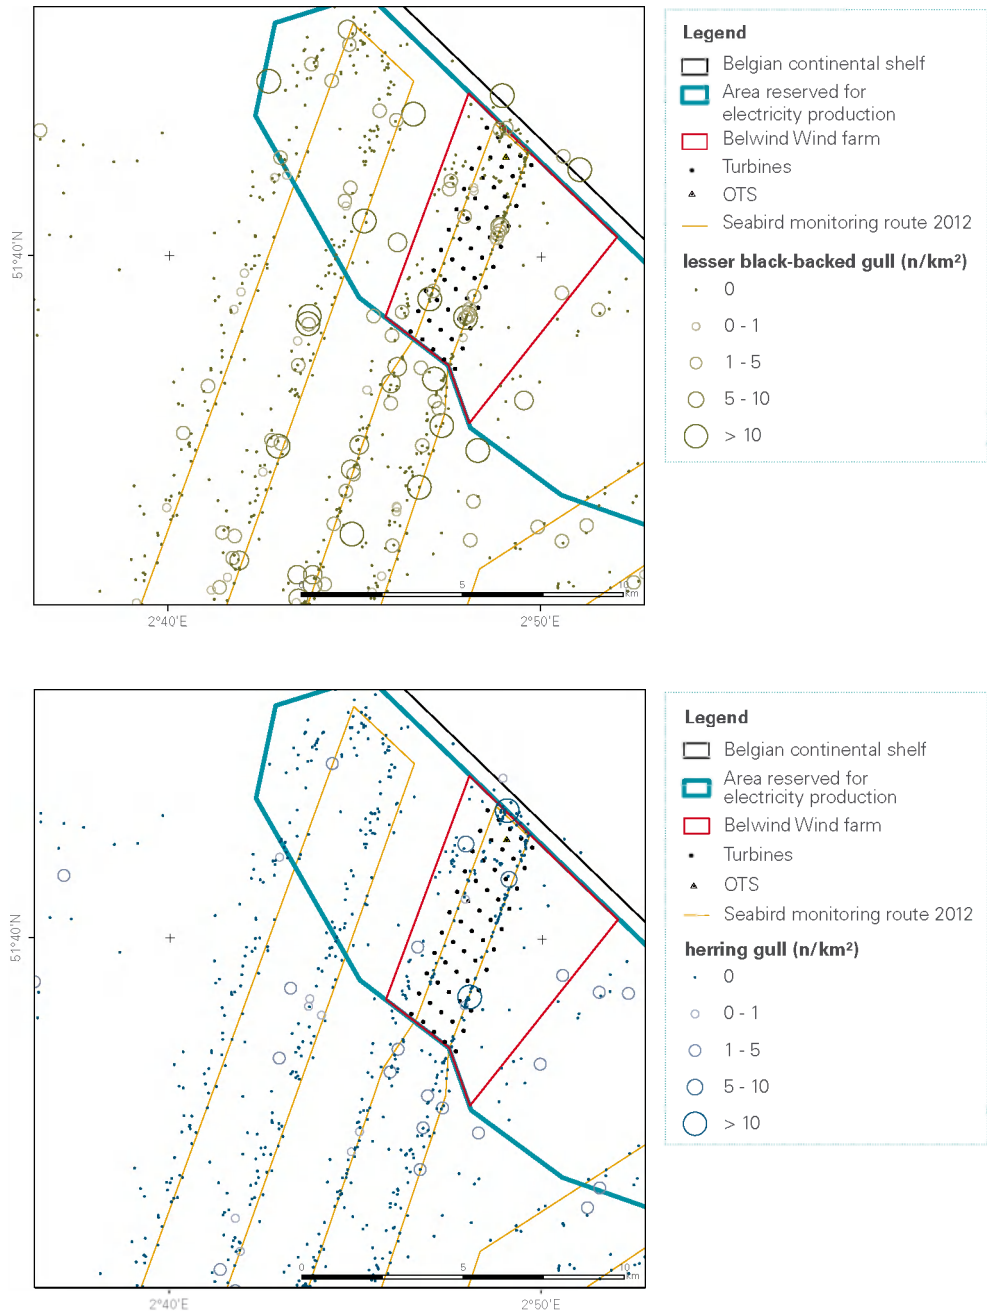 Legend
Belgian continental shelf
Area reserved for
electricity production
Belwind Wind farm
Turbines
OTS
Seabird monitoring route 2012
lesser black-backed gull (n/km²)
0
0 - 1
1 - 5
5 - 10
> 10
51°40'N
5
10
km
2°40'E
2°50'E
Legend
Belgian continental shelf
Area reserved for
electricity production
Belwind Wind farm
Turbines
OTS
Seabird monitoring route 2012
herring gull (n/km²)
0
0 - 1
1 - 5
5 - 10
> 10
51°40'N
0
5
10
km
2°40'E
2°50'E